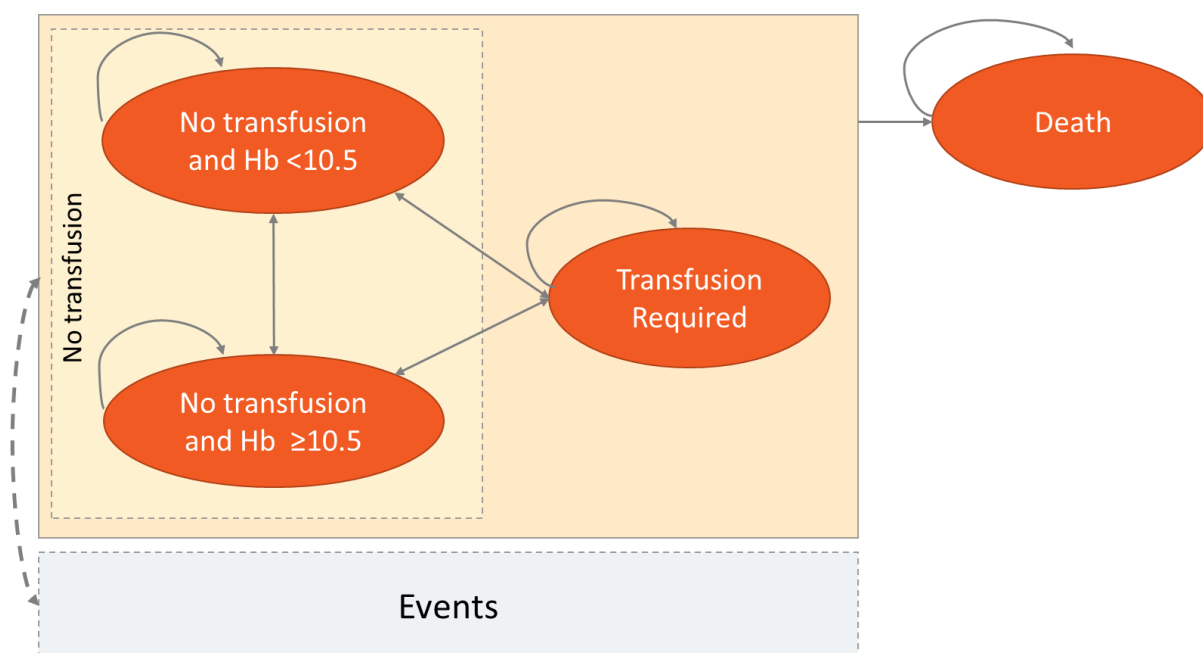 No transfusion
and Hb <10.5
Death
No transfusion
Transfusion
Required
No transfusion
and Hb ≥10.5
Events